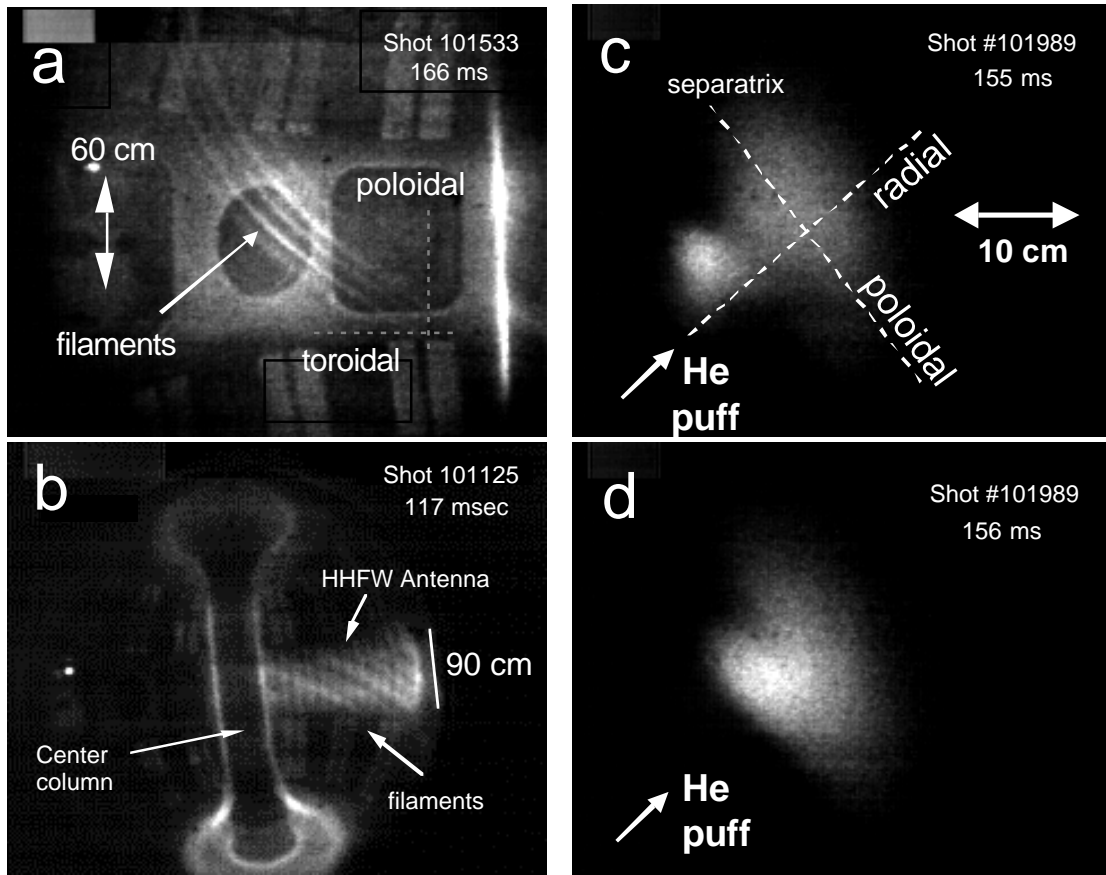 a
Shot 101533
166 ms
60 cm
poloidal
filaments
toroidal
b
Shot 101125
117 msec
HHFW Antenna
90 cm
Center
column
filaments
c
Shot #101989
155 ms
separatrix
radial
10 cm
poloidal
He
puff
d
Shot #101989
156 ms
He
puff